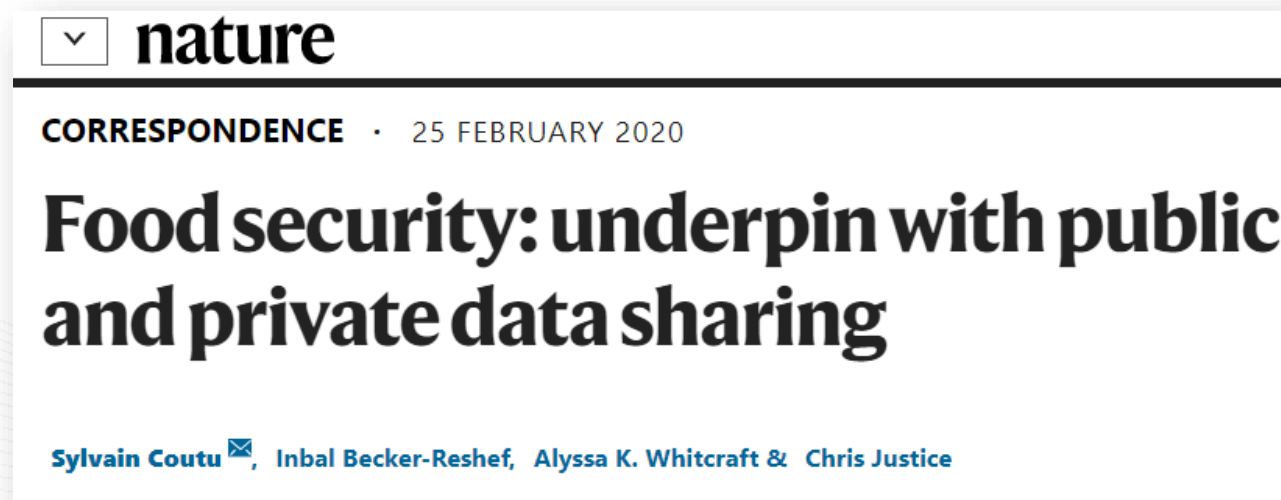 nature
CORRESPONDENCE · 25 FEBRUARY 2020
Food security: underpin with public
and private data sharing
Sylvain Coutu, Inbal Becker-Reshef, Alyssa K. Whitcraft & Chris Justice